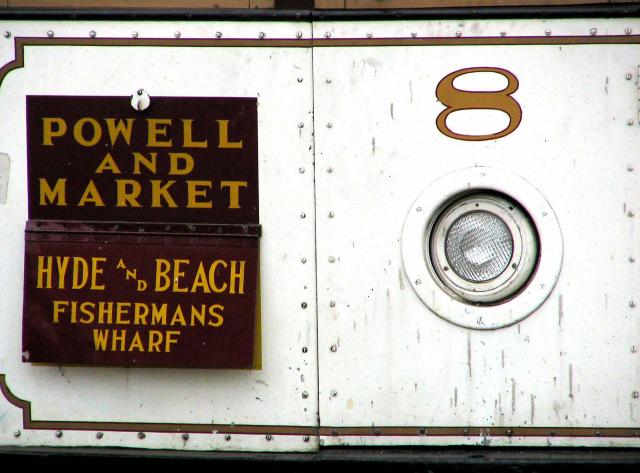 POWELL
AND
MARKET
HYDE AND BEACH
FISHERMANS
WHARF
8